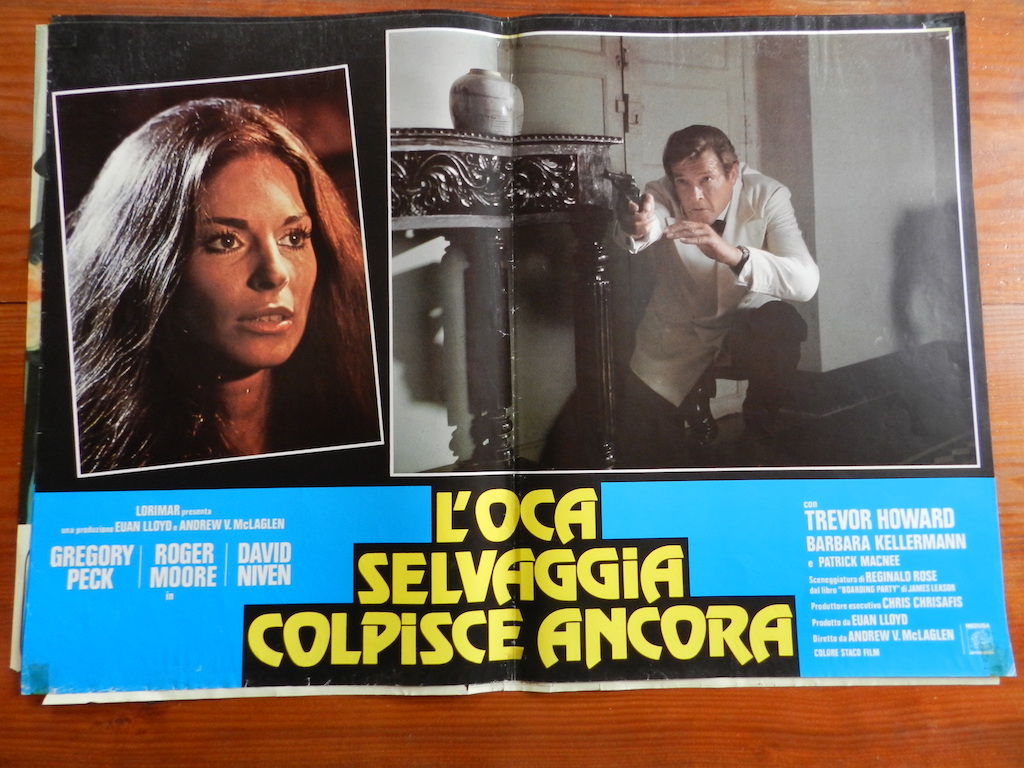 LORIMAR presenta
una produzione EUAN LLOYD e ANDREW V. McLAGLEN
GREGORY PECK
ROGER MOORE
DAVID NIVEN
in
L'OCA
SELVAGGIA
COLPISCE ANCORA
con
TREVOR HOWARD
BARBARA KELLERMANN
e PATRICK MACNEE
Sceneggiatura di REGINALD ROSE
dal libro "BOARDING PARTY" di JAMES LEASON
Produttore esecutivo CHRIS CHRISAFIS
Prodotto da EUAN LLOYD
Diretto da ANDREW V. McLAGLEN
COLORE STACO FILM